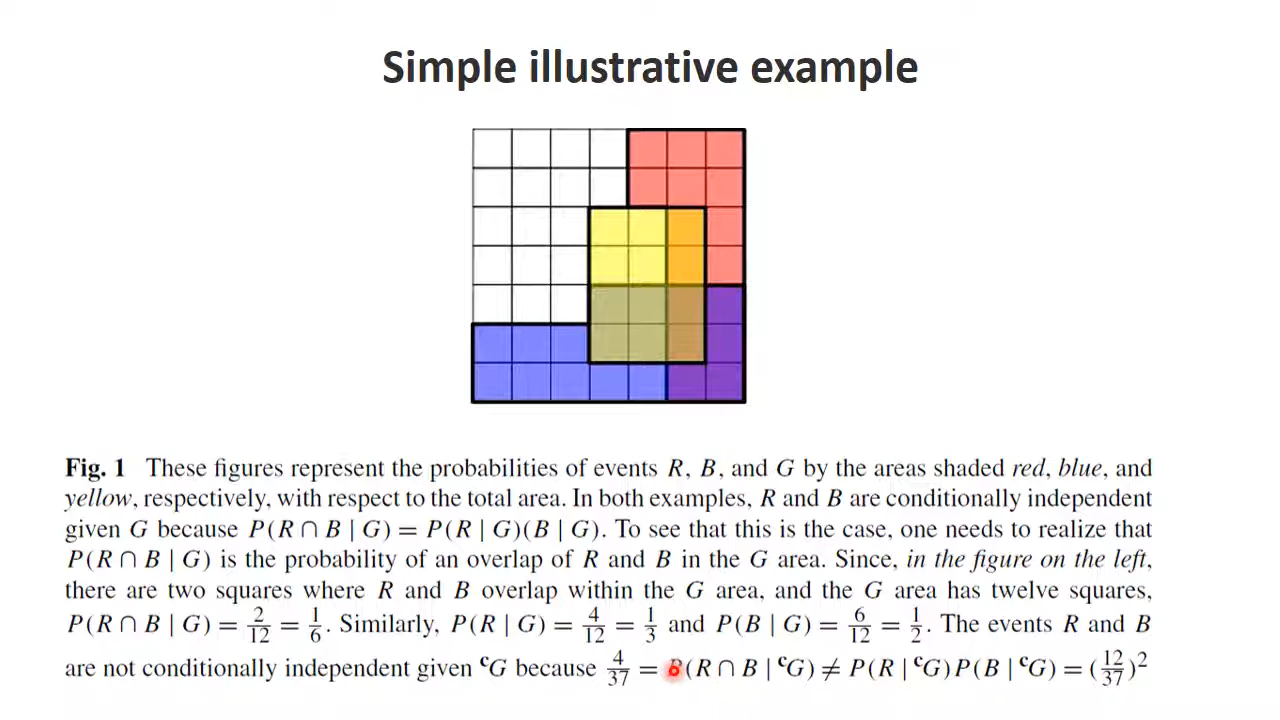 Simple illustrative example
Fig. 1 These figures represent the probabilities of events R, B, and G by the areas shaded red, blue, and
yellow, respectively, with respect to the total area. In both examples, R and B are conditionally independent
given G because P(R ∩ B | G) = P(R | G)(B | G). To see that this is the case, one needs to realize that
P(R ∩ B | G) is the probability of an overlap of R and B in the G area. Since, in the figure on the left,
there are two squares where R and B overlap within the G area, and the G area has twelve squares,
P(R ∩ B | G) = 2/12 = 1/6. Similarly, P(R | G) = 4/12 = 1/3 and P(B | G) = 6/12 = 1/2. The events R and B
are not conditionally independent given ᶜG because 4/37 = P(R ∩ B | ᶜG) ≠ P(R | ᶜG)P(B | ᶜG) = (12/37)²